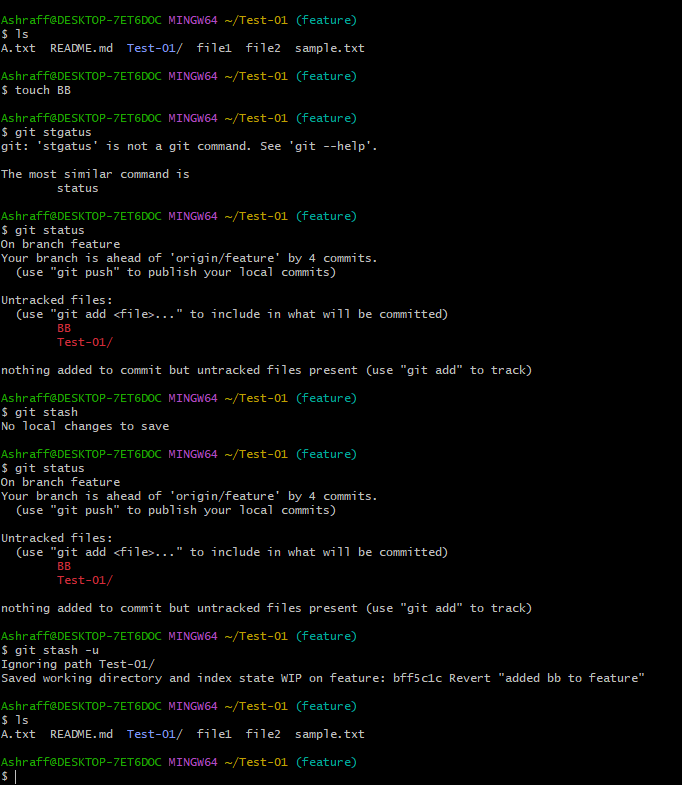 Ashraff@DESKTOP-7ET6DOC MINGW64 ~/Test-01 (feature)
$ ls
A.txt  README.md  Test-01/  file1  file2  sample.txt
Ashraff@DESKTOP-7ET6DOC MINGW64 ~/Test-01 (feature)
$ touch BB
Ashraff@DESKTOP-7ET6DOC MINGW64 ~/Test-01 (feature)
$ git stgatus
git: 'stgatus' is not a git command. See 'git --help'.
The most similar command is
        status
Ashraff@DESKTOP-7ET6DOC MINGW64 ~/Test-01 (feature)
$ git status
On branch feature
Your branch is ahead of 'origin/feature' by 4 commits.
  (use "git push" to publish your local commits)
Untracked files:
  (use "git add <file>..." to include in what will be committed)
        BB
        Test-01/
nothing added to commit but untracked files present (use "git add" to track)
Ashraff@DESKTOP-7ET6DOC MINGW64 ~/Test-01 (feature)
$ git stash
No local changes to save
Ashraff@DESKTOP-7ET6DOC MINGW64 ~/Test-01 (feature)
$ git status
On branch feature
Your branch is ahead of 'origin/feature' by 4 commits.
  (use "git push" to publish your local commits)
Untracked files:
  (use "git add <file>..." to include in what will be committed)
        BB
        Test-01/
nothing added to commit but untracked files present (use "git add" to track)
Ashraff@DESKTOP-7ET6DOC MINGW64 ~/Test-01 (feature)
$ git stash -u
Ignoring path Test-01/
Saved working directory and index state WIP on feature: bff5c1c Revert "added bb to feature"
Ashraff@DESKTOP-7ET6DOC MINGW64 ~/Test-01 (feature)
$ ls
A.txt  README.md  Test-01/  file1  file2  sample.txt
Ashraff@DESKTOP-7ET6DOC MINGW64 ~/Test-01 (feature)
$